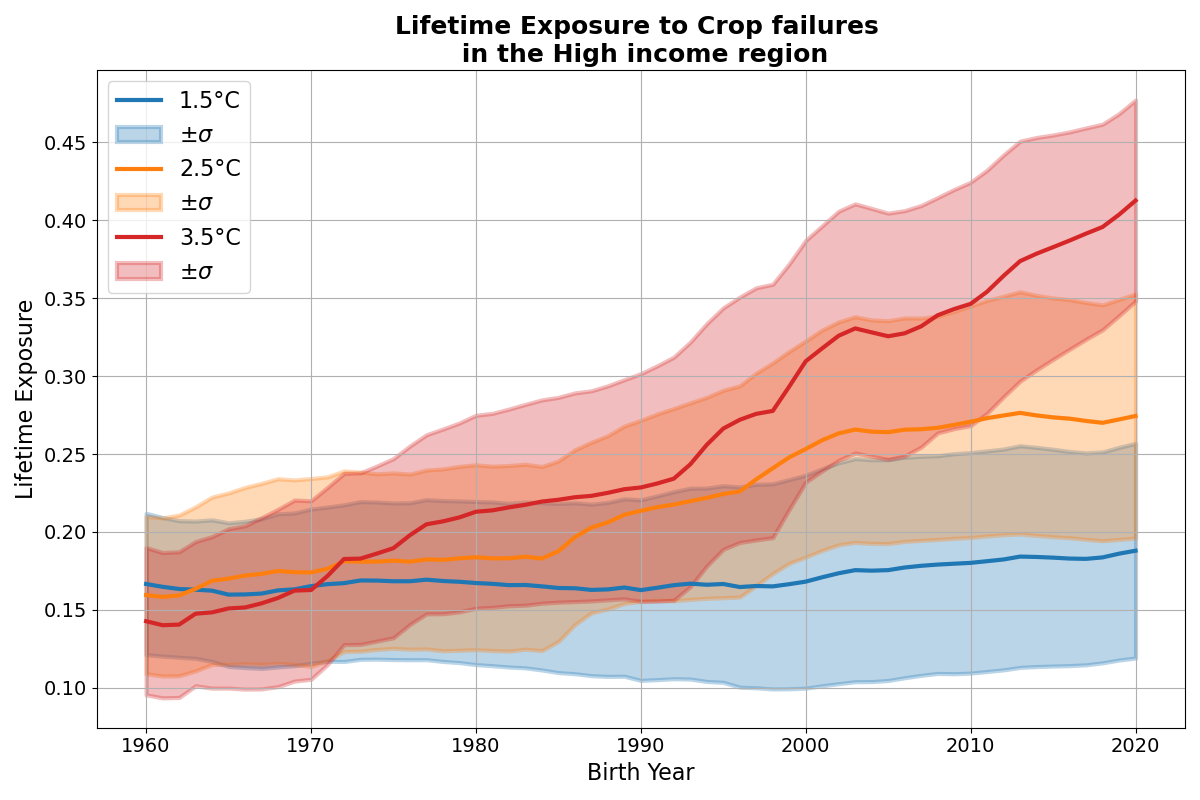 Lifetime Exposure to Crop failures
in the High income region
1.5°C
±σ
2.5°C
±σ
3.5°C
±σ
Lifetime Exposure
0.45
0.40
0.35
0.30
0.25
0.20
0.15
0.10
1960 1970 1980 1990 2000 2010 2020
Birth Year